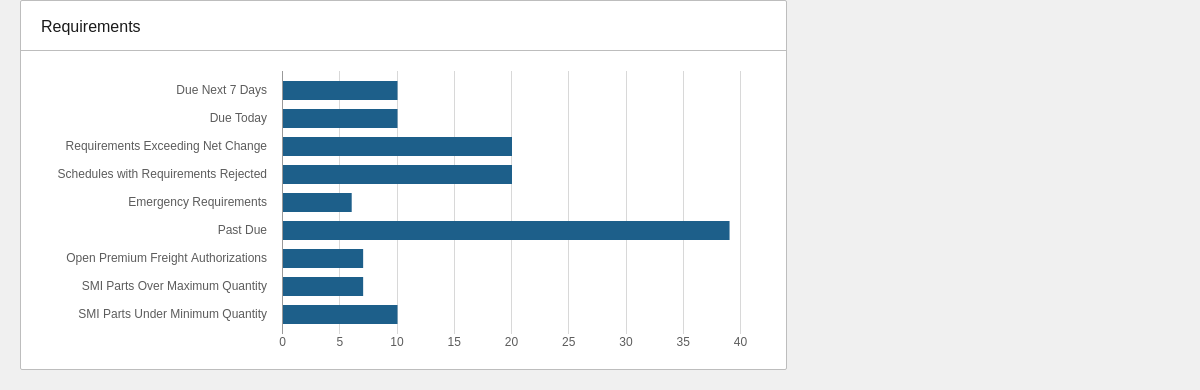 Requirements
Due Next 7 Days
Due Today
Requirements Exceeding Net Change
Schedules with Requirements Rejected
Emergency Requirements
Past Due
Open Premium Freight Authorizations
SMI Parts Over Maximum Quantity
SMI Parts Under Minimum Quantity
0 5 10 15 20 25 30 35 40